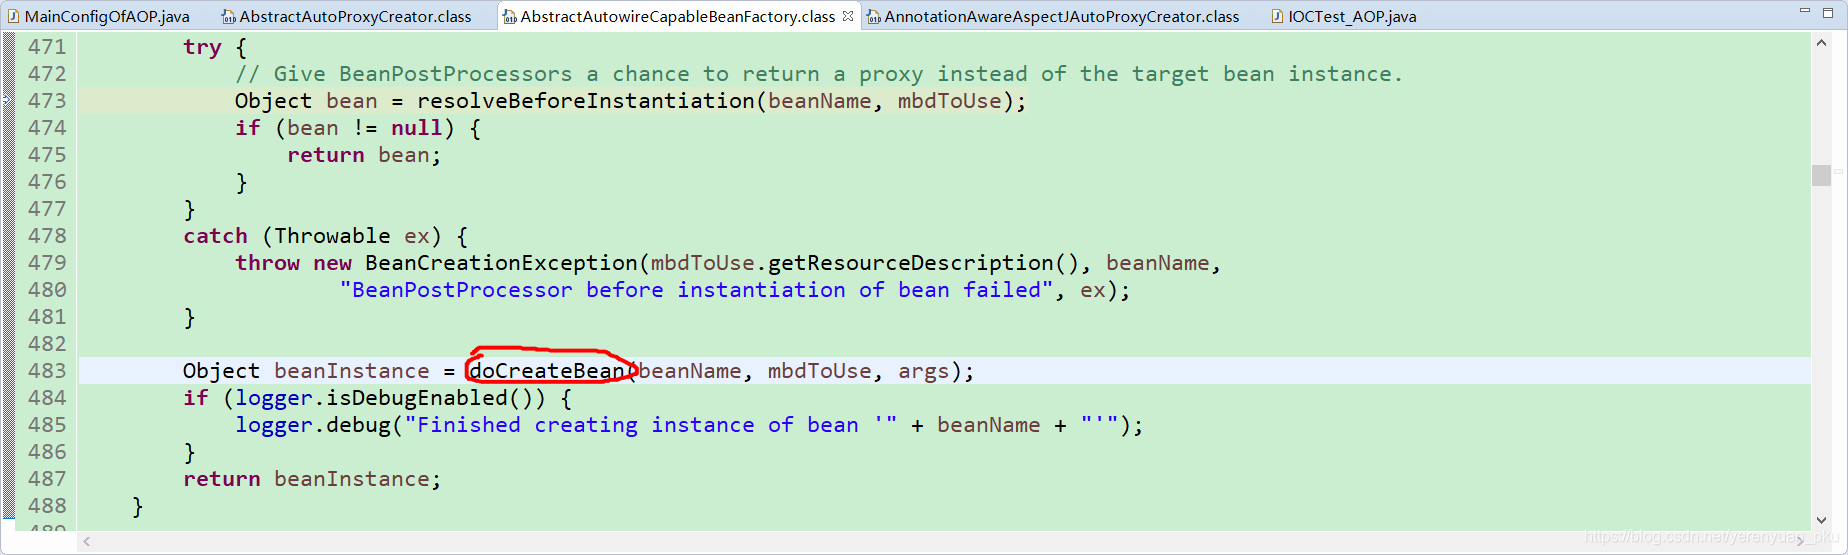 MainConfigOfAOP.java AbstractAutoProxyCreator.class AbstractAutowireCapableBeanFactory.class AnnotationAwareAspectJAutoProxyCreator.class IOCTest_AOP.java
471 try {
472 // Give BeanPostProcessors a chance to return a proxy instead of the target bean instance.
473 Object bean = resolveBeforeInstantiation(beanName, mbdToUse);
474 if (bean != null) {
475 return bean;
476 }
477 }
478 catch (Throwable ex) {
479 throw new BeanCreationException(mbdToUse.getResourceDescription(), beanName,
480 "BeanPostProcessor before instantiation of bean failed", ex);
481 }
482
483 Object beanInstance = doCreateBean(beanName, mbdToUse, args);
484 if (logger.isDebugEnabled()) {
485 logger.debug("Finished creating instance of bean '" + beanName + "'");
486 }
487 return beanInstance;
488 }
489
https://blog.csdn.net/yerenyuan_pku